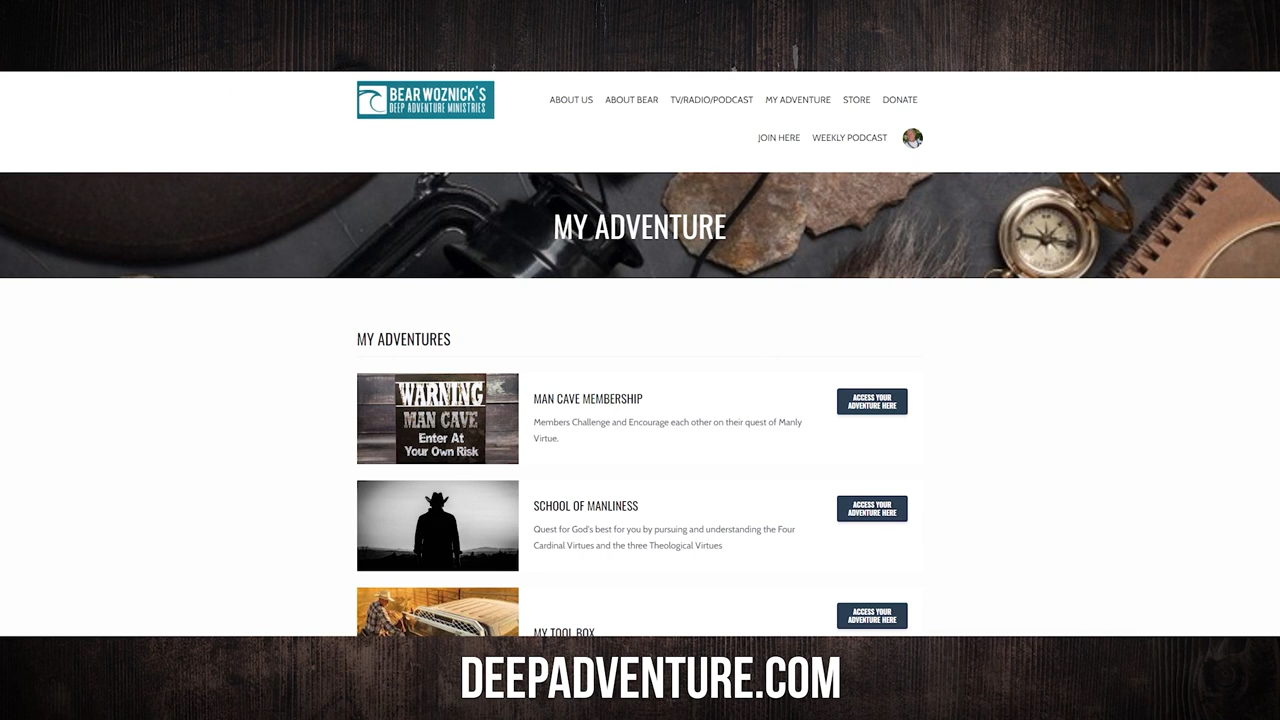 BEAR WOZNICK'S
DEEP ADVENTURE MINISTRIES
ABOUT US ABOUT BEAR TV/RADIO/PODCAST MY ADVENTURE STORE DONATE
JOIN HERE WEEKLY PODCAST
MY ADVENTURE
MY ADVENTURES
WARNING
MAN CAVE
Enter At
Your Own Risk
MAN CAVE MEMBERSHIP
Members Challenge and Encourage each other on their quest of Manly
Virtue.
ACCESS YOUR
ADVENTURE HERE
SCHOOL OF MANLINESS
Quest for God's best for you by pursuing and understanding the Four
Cardinal Virtues and the three Theological Virtues
ACCESS YOUR
ADVENTURE HERE
MY TOOL BOX
ACCESS YOUR
ADVENTURE HERE
DEEPADVENTURE.COM